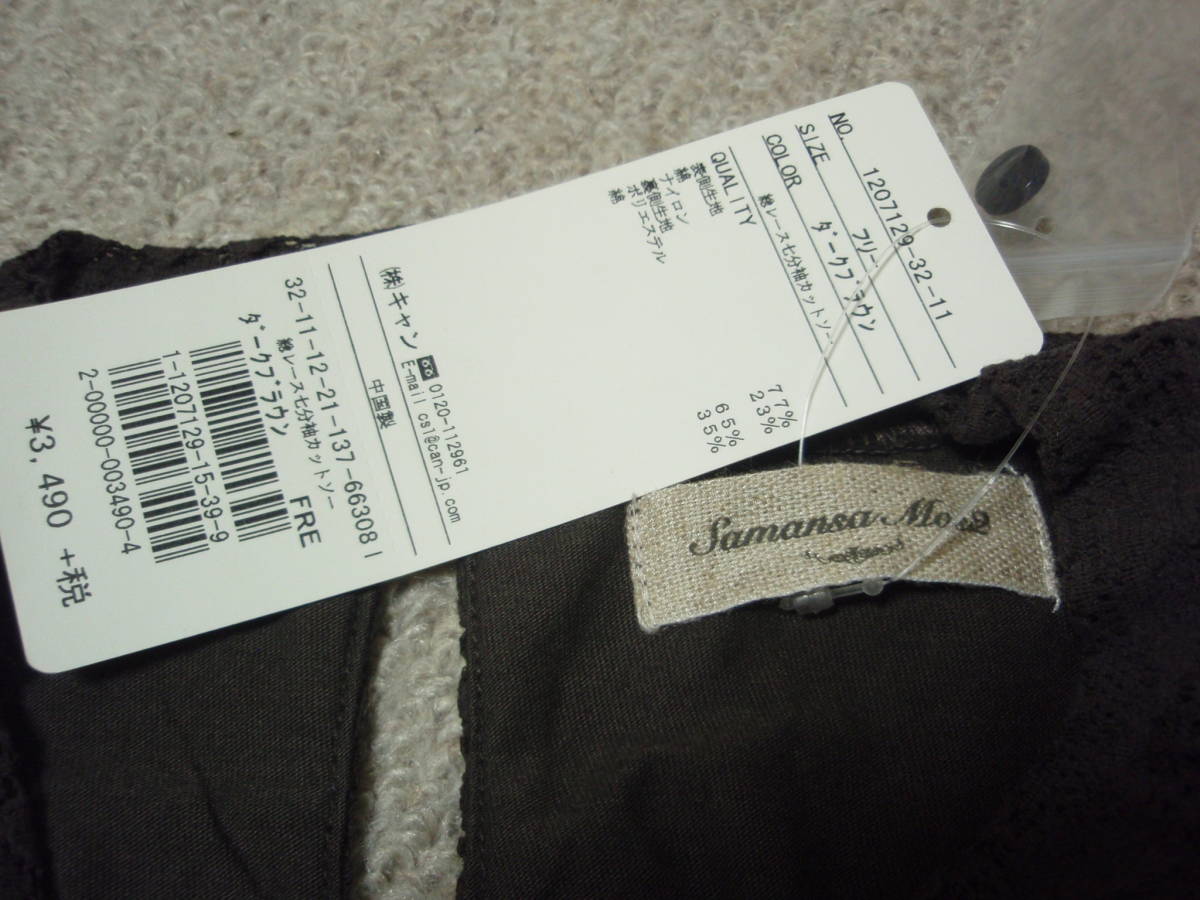 NO. 1207129-32-11
SIZE フリー
COLOR ダークブラウン
総レース七分袖カットソー
QUALITY
表側生地
綿 77%
ナイロン 23%
裏側生地
ポリエステル 65%
綿 35%
㈱キャン 0120-112961
E-mail cs1@can-jp.com
中国製
32-11-12-21-137-663081
総レース七分袖カットソー
ダークブラウン FRE
1-1207129-15-39-9
2-00000-003490-4
¥3,490 +税
Samansa Mos2